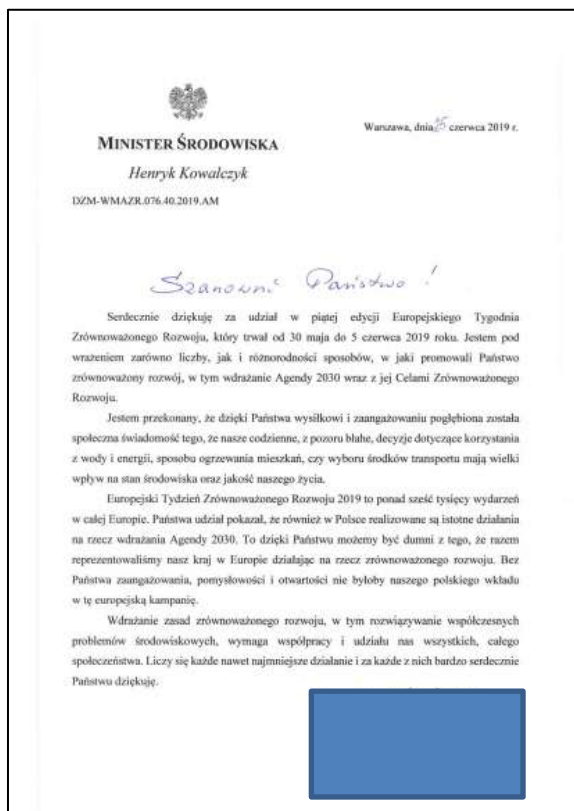 Warszawa, dnia 25 czerwca 2019 r.
MINISTER ŚRODOWISKA
Henryk Kowalczyk
DZM-WMAZR.076.40.2019.AM
Szanowni Państwo!
Serdecznie dziękuję za udział w piątej edycji Europejskiego Tygodnia
Zrównoważonego Rozwoju, który trwał od 30 maja do 5 czerwca 2019 roku. Jestem pod
wrażeniem zarówno liczby, jak i różnorodności sposobów, w jaki promowali Państwo
zrównoważony rozwój, w tym wdrażanie Agendy 2030 wraz z jej Celami Zrównoważonego
Rozwoju.
Jestem przekonany, że dzięki Państwa wysiłkowi i zaangażowaniu pogłębiona została
społeczna świadomość tego, że nasze codzienne, z pozoru błahe, decyzje dotyczące korzystania
z wody i energii, sposobu ogrzewania mieszkań, czy wyboru środków transportu mają wielki
wpływ na stan środowiska oraz jakość naszego życia.
Europejski Tydzień Zrównoważonego Rozwoju 2019 to ponad sześć tysięcy wydarzeń
w całej Europie. Państwa udział pokazał, że również w Polsce realizowane są istotne działania
na rzecz wdrażania Agendy 2030. To dzięki Państwu możemy być dumni z tego, że razem
reprezentowaliśmy nasz kraj w Europie działając na rzecz zrównoważonego rozwoju. Bez
Państwa zaangażowania, pomysłowości i otwartości nie byłoby naszego polskiego wkładu
w tę europejską kampanię.
Wdrażanie zasad zrównoważonego rozwoju, w tym rozwiązywanie współczesnych
problemów środowiskowych, wymaga współpracy i udziału nas wszystkich, całego
społeczeństwa. Liczy się każde nawet najmniejsze działanie i za każde z nich bardzo serdecznie
Państwu dziękuję.